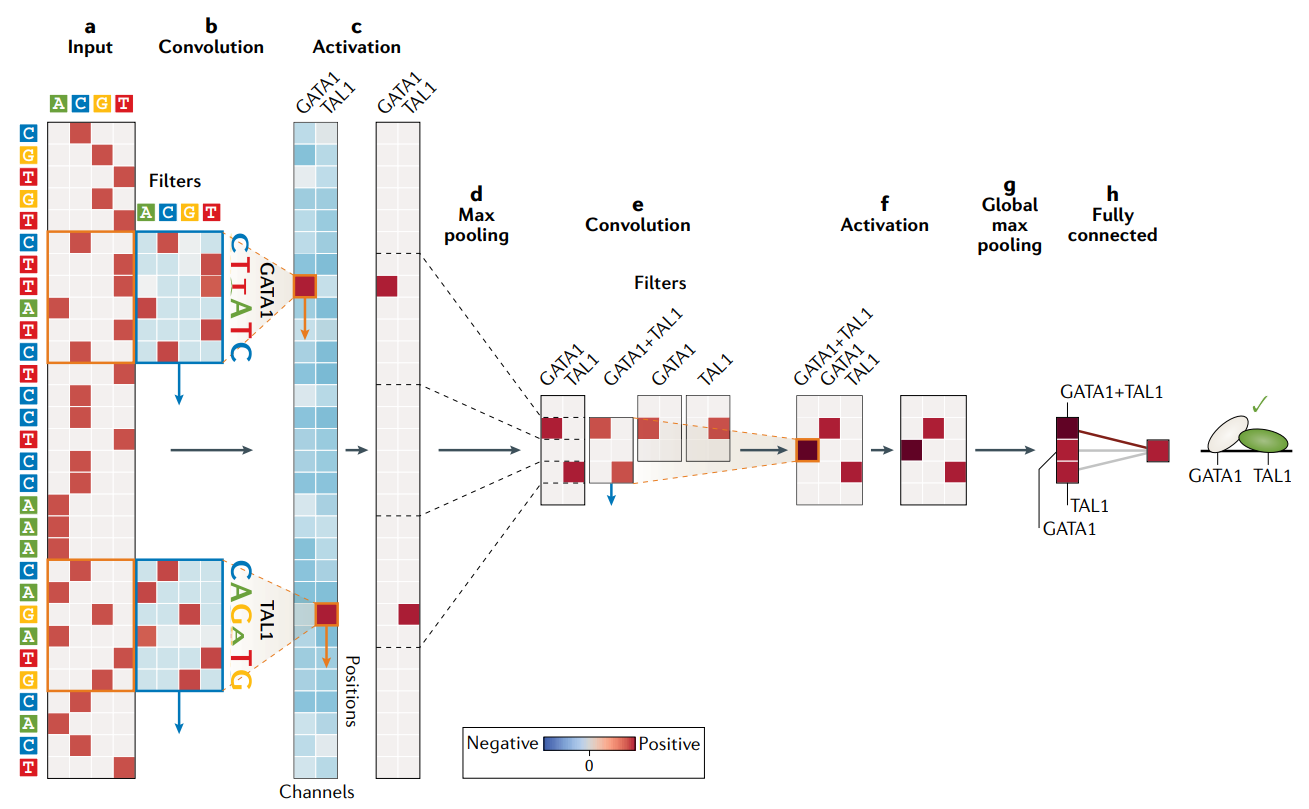 a
Input
b
Convolution
c
Activation
A C G T
C
G
T
G
T
C
T
T
A
T
C
T
C
C
T
C
C
A
A
A
C
A
G
A
T
G
C
A
C
T
Filters
A C G T
CTTATC
GATA1
CAGATG
TAL1
GATA1
TAL1
GATA1
TAL1
Positions
Channels
d
Max
pooling
e
Convolution
Filters
GATA1
TAL1
GATA1+TAL1
GATA1
TAL1
f
Activation
GATA1+TAL1
GATA1
TAL1
g
Global
max
pooling
h
Fully
connected
GATA1+TAL1
TAL1
GATA1
✓
GATA1 TAL1
Negative Positive
0